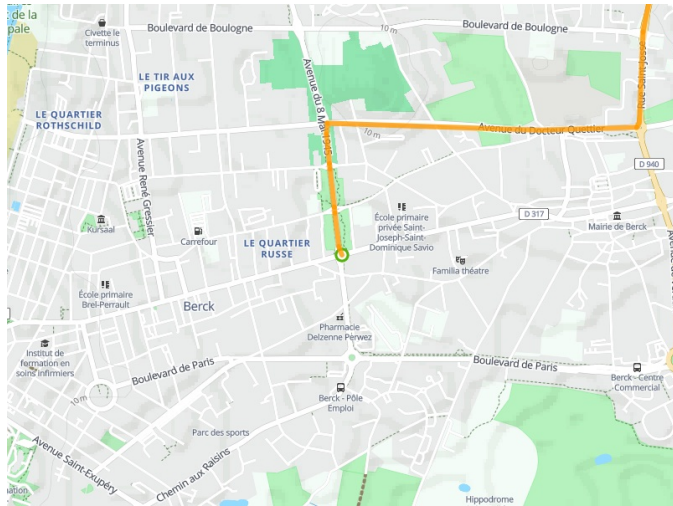 de la
pale
Civette le
terminus
Boulevard de Boulogne
10 m
Boulevard de Boulogne
Rue Saint-Josse
LE TIR AUX
PIGEONS
Avenue du 8 Mai 1945
LE QUARTIER
ROTHSCHILD
10 m
Avenue du Docteur Quettier
Avenue René Gressier
D 940
École primaire
privée Saint-
Joseph-Saint-
Dominique Savio
D 317
Kursaal
Carrefour
LE QUARTIER
RUSSE
Mairie de Berck
Familia théatre
École primaire
Brel-Perrault
Berck
Pharmacie
Delzenne Perwez
Institut de
formation en
soins infirmiers
Boulevard de Paris
Boulevard de Paris
Berck - Centre
Commercial
10 m
Berck - Pôle
Emploi
Parc des sports
Avenue Saint-Exupéry
Chemin aux Raisins
nation
Hippodrome